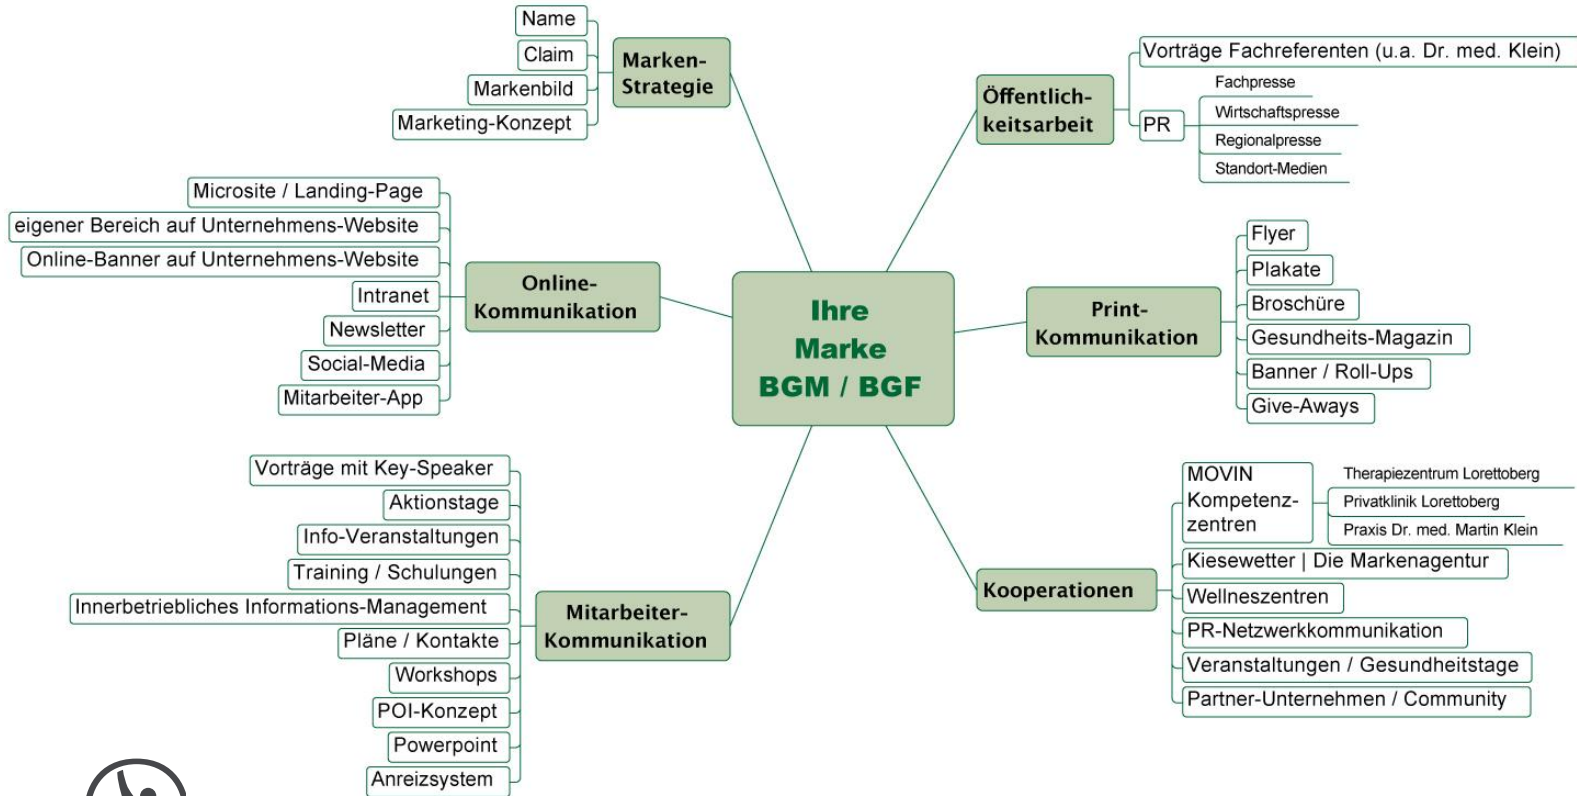 Ihre
Marke
BGM / BGF
Marken-
Strategie
Name
Claim
Markenbild
Marketing-Konzept
Online-
Kommunikation
Microsite / Landing-Page
eigener Bereich auf Unternehmens-Website
Online-Banner auf Unternehmens-Website
Intranet
Newsletter
Social-Media
Mitarbeiter-App
Mitarbeiter-
Kommunikation
Vorträge mit Key-Speaker
Aktionstage
Info-Veranstaltungen
Training / Schulungen
Innerbetriebliches Informations-Management
Pläne / Kontakte
Workshops
POI-Konzept
Powerpoint
Anreizsystem
Öffentlich-
keitsarbeit
Vorträge Fachreferenten (u.a. Dr. med. Klein)
PR
Fachpresse
Wirtschaftspresse
Regionalpresse
Standort-Medien
Print-
Kommunikation
Flyer
Plakate
Broschüre
Gesundheits-Magazin
Banner / Roll-Ups
Give-Aways
Kooperationen
MOVIN
Kompetenz-
zentren
Therapiezentrum Lorettoberg
Privatklinik Lorettoberg
Praxis Dr. med. Martin Klein
Kiesewetter | Die Markenagentur
Wellneszentren
PR-Netzwerkkommunikation
Veranstaltungen / Gesundheitstage
Partner-Unternehmen / Community